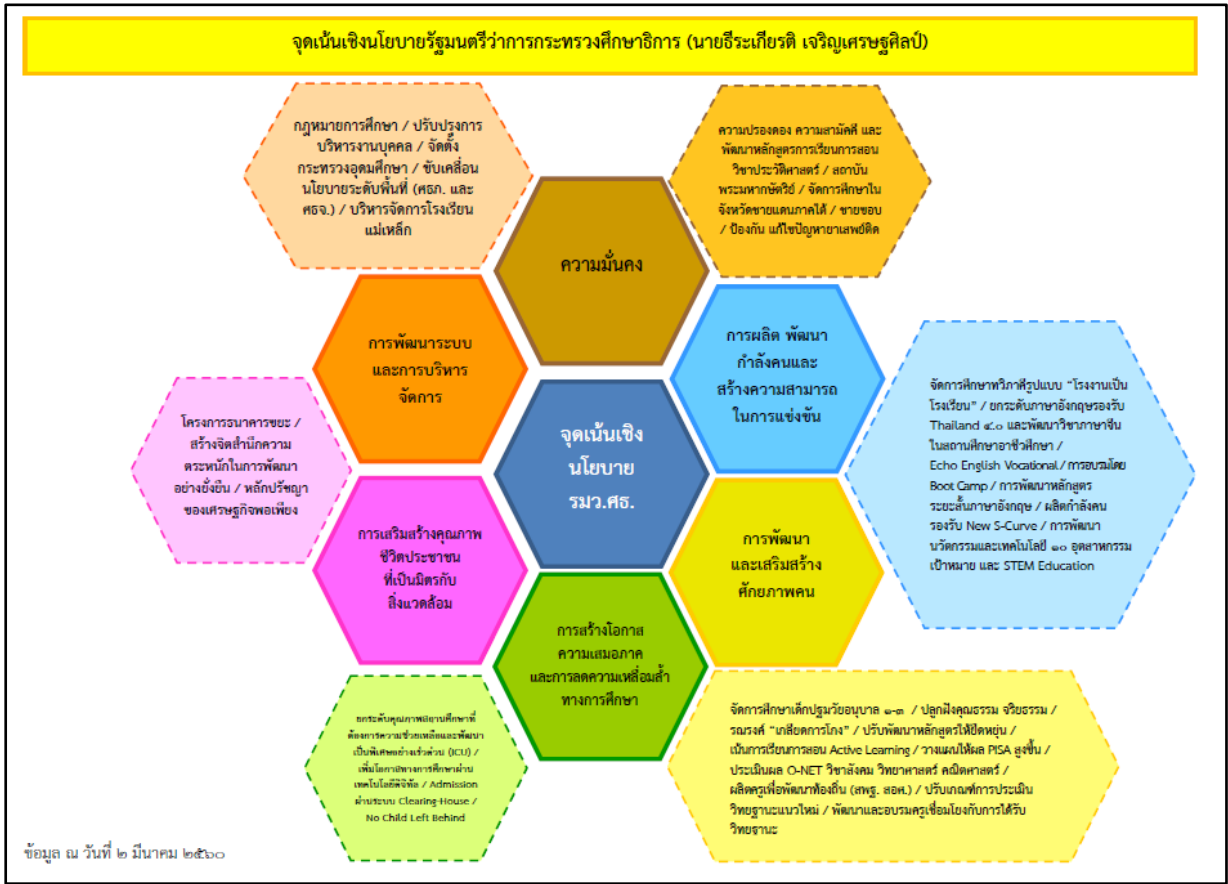 จุดเน้นเชิงนโยบายรัฐมนตรีว่าการกระทรวงศึกษาธิการ (นายธีระเกียรติ เจริญเศรษฐศิลป์)
กฎหมายการศึกษา / ปรับปรุงการ
บริหารงานบุคคล / จัดตั้ง
กระทรวงอุดมศึกษา / ขับเคลื่อน
นโยบายระดับพื้นที่ (ศธภ. และ
ศธจ.) / บริหารจัดการโรงเรียน
แม่เหล็ก
ความปรองดอง ความสามัคคี และ
พัฒนาหลักสูตรการเรียนการสอน
วิชาประวัติศาสตร์ / สถาบัน
พระมหากษัตริย์ / จัดการศึกษาใน
จังหวัดชายแดนภาคใต้ / ชายขอบ
/ ป้องกัน แก้ไขปัญหายาเสพย์ติด
ความมั่นคง
การพัฒนาระบบ
และการบริหาร
จัดการ
การผลิต พัฒนา
กำลังคนและ
สร้างความสามารถ
ในการแข่งขัน
จัดการศึกษาทวิภาคีรูปแบบ "โรงงานเป็น
โรงเรียน" / ยกระดับภาษาอังกฤษรองรับ
Thailand ๔.๐ และพัฒนาวิชาภาษาจีน
ในสถานศึกษาอาชีวศึกษา /
Echo English Vocational / การอบรมโดย
Boot Camp / การพัฒนาหลักสูตร
ระยะสั้นภาษาอังกฤษ / ผลิตกำลังคน
รองรับ New S-Curve / การพัฒนา
นวัตกรรมและเทคโนโลยี ๑๐ อุตสาหกรรม
เป้าหมาย และ STEM Education
โครงการธนาคารขยะ /
สร้างจิตสำนึกความ
ตระหนักในการพัฒนา
อย่างยั่งยืน / หลักปรัชญา
ของเศรษฐกิจพอเพียง
จุดเน้นเชิง
นโยบาย
รมว.ศธ.
การเสริมสร้างคุณภาพ
ชีวิตประชาชน
ที่เป็นมิตรกับ
สิ่งแวดล้อม
การพัฒนา
และเสริมสร้าง
ศักยภาพคน
การสร้างโอกาส
ความเสมอภาค
และการลดความเหลื่อมล้ำ
ทางการศึกษา
ยกระดับคุณภาพสถานศึกษาที่
ต้องการความช่วยเหลือและพัฒนา
เป็นพิเศษอย่างเร่งด่วน (ICU) /
เพิ่มโอกาสทางการศึกษาผ่าน
เทคโนโลยีดิจิทัล / Admission
ผ่านระบบ Clearing-House /
No Child Left Behind
จัดการศึกษาเด็กปฐมวัยอนุบาล ๑-๓ / ปลูกฝังคุณธรรม จริยธรรม /
รณรงค์ "เกลียดการโกง" / ปรับพัฒนาหลักสูตรให้ยืดหยุ่น /
เน้นการเรียนการสอน Active Learning / วางแผนให้ผล PISA สูงขึ้น /
ประเมินผล O-NET วิชาสังคม วิทยาศาสตร์ คณิตศาสตร์ /
ผลิตครูเพื่อพัฒนาท้องถิ่น (สพฐ. สอศ.) / ปรับเกณฑ์การประเมิน
วิทยฐานะแนวใหม่ / พัฒนาและอบรมครูเชื่อมโยงกับการได้รับ
วิทยฐานะ
ข้อมูล ณ วันที่ ๒ มีนาคม ๒๕๖๐